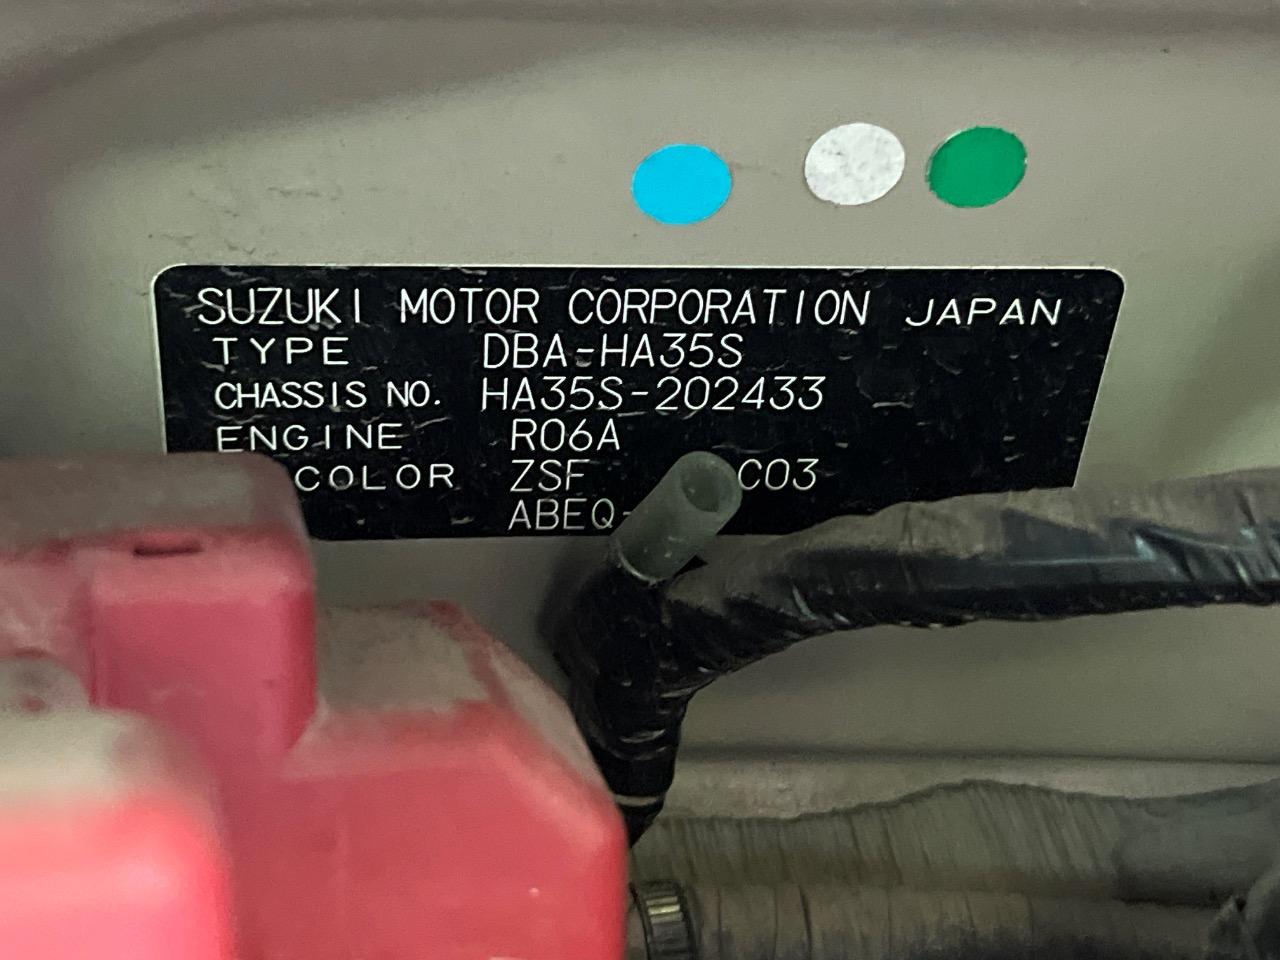 SUZUKI MOTOR CORPORATION JAPAN
TYPE DBA-HA35S
CHASSIS NO. HA35S-202433
ENGINE R06A
COLOR ZSF C03
ABEQ-